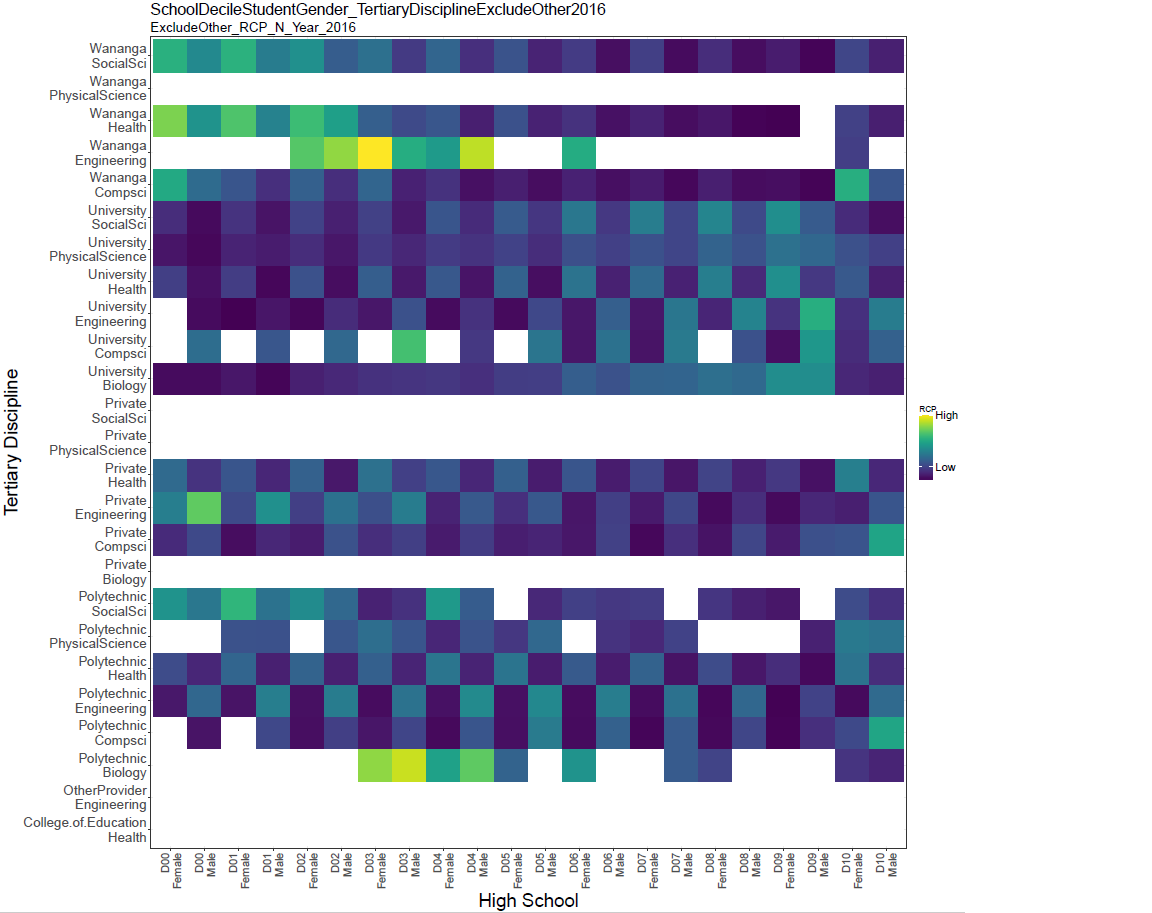 SchoolDecileStudentGender_TertiaryDisciplineExcludeOther2016
ExcludeOther_RCP_N_Year_2016
Tertiary Discipline
Wananga
SocialSci
Wananga
PhysicalScience
Wananga
Health
Wananga
Engineering
Wananga
Compsci
University
SocialSci
University
PhysicalScience
University
Health
University
Engineering
University
Compsci
University
Biology
Private
SocialSci
Private
PhysicalScience
Private
Health
Private
Engineering
Private
Compsci
Private
Biology
Polytechnic
SocialSci
Polytechnic
PhysicalScience
Polytechnic
Health
Polytechnic
Engineering
Polytechnic
Compsci
Polytechnic
Biology
OtherProvider
Engineering
College.of.Education
Health
D00
Female
D00
Male
D01
Female
D01
Male
D02
Female
D02
Male
D03
Female
D03
Male
D04
Female
D04
Male
D05
Female
D05
Male
D06
Female
D06
Male
D07
Female
D07
Male
D08
Female
D08
Male
D09
Female
D09
Male
D10
Female
D10
Male
High School
RCP
High
Low